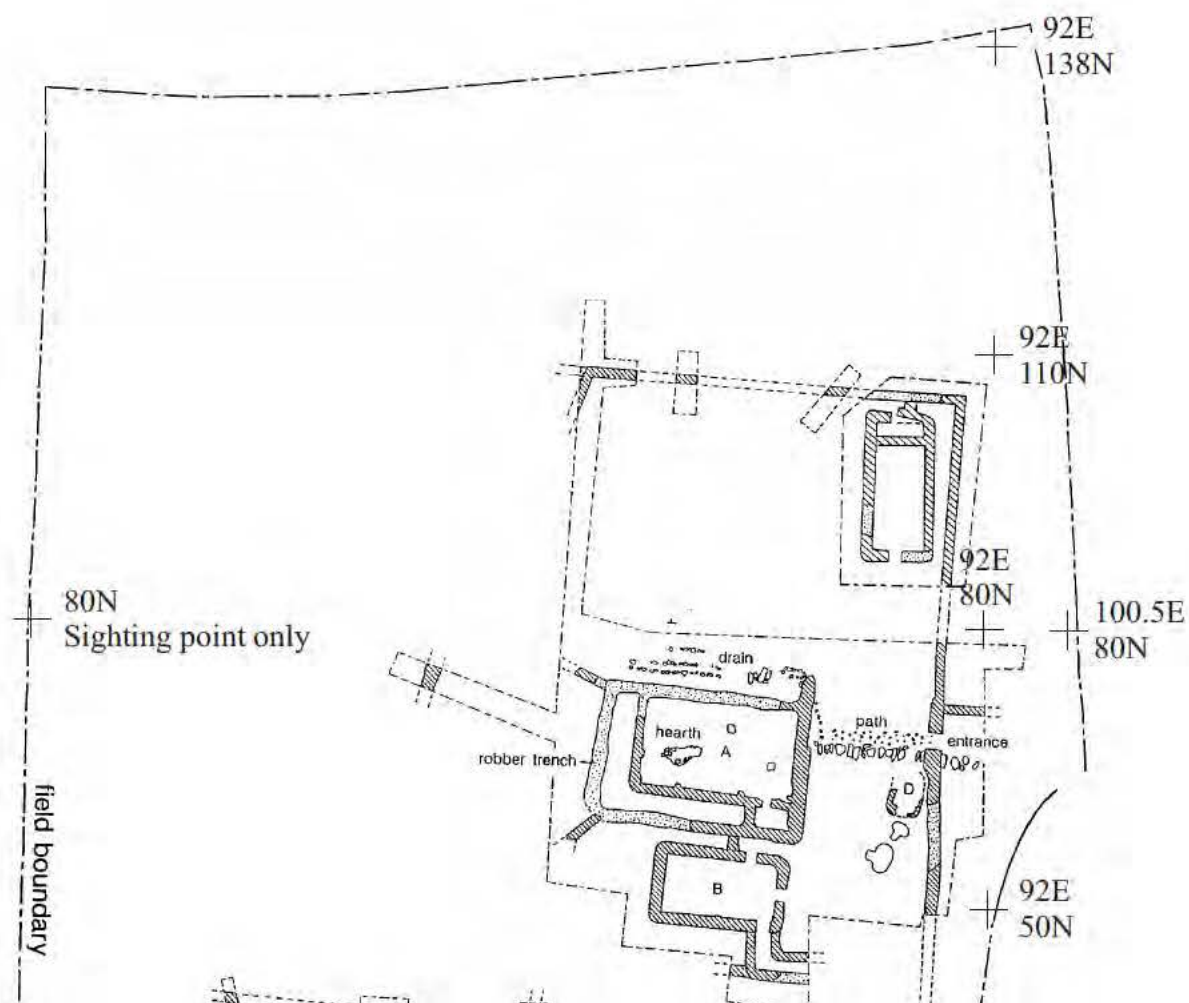 92E
138N
92E
110N
92E
80N
80N
Sighting point only
100.5E
80N
drain
path
hearth
A
entrance
robber trench
D
field boundary
B
92E
50N